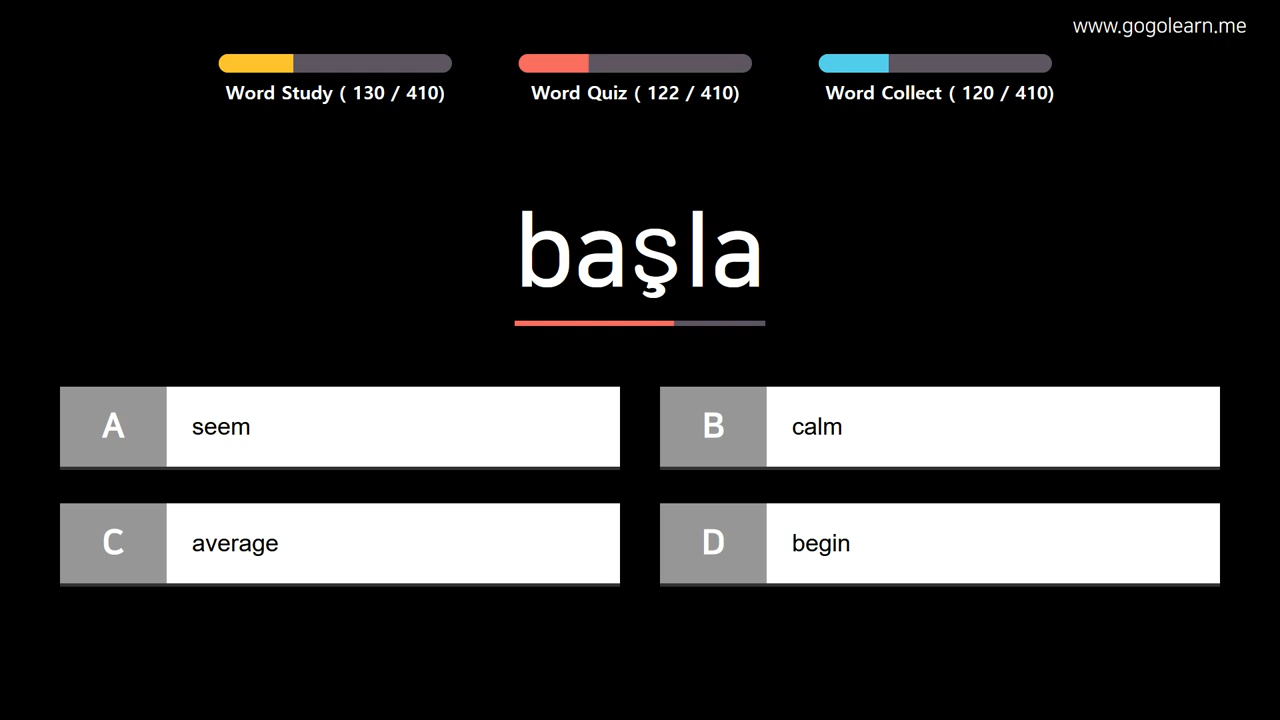 www.gogolearn.me
Word Study ( 130 / 410)
Word Quiz ( 122 / 410)
Word Collect ( 120 / 410)
başla
A seem
B calm
C average
D begin